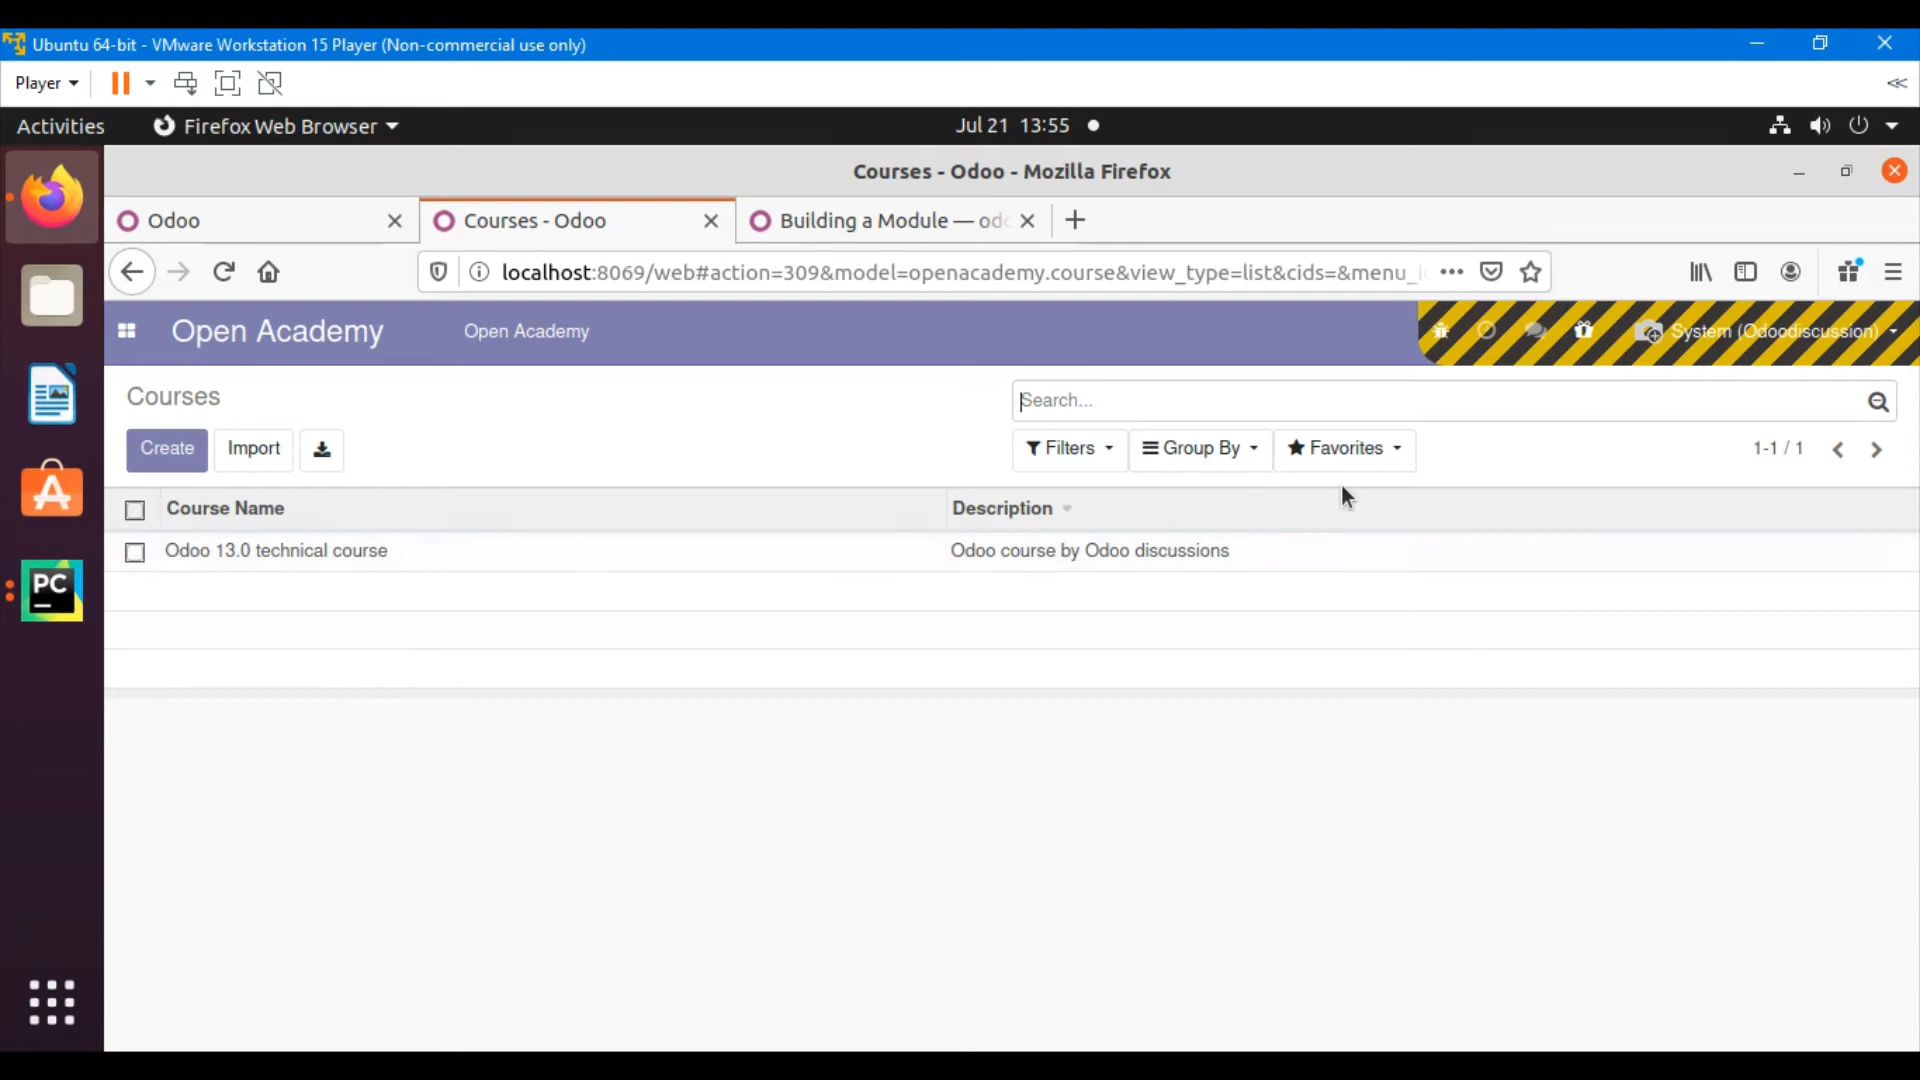 Ubuntu 64-bit - VMware Workstation 15 Player (Non-commercial use only)
Player
Activities Firefox Web Browser Jul 21 13:55
Courses - Odoo - Mozilla Firefox
Odoo Courses - Odoo Building a Module — odo
localhost:8069/web#action=309&model=openacademy.course&view_type=list&cids=&menu_i
Open Academy Open Academy System (Odoodiscussion)
Courses Search...
Create Import Filters Group By Favorites 1-1 / 1
Course Name Description
Odoo 13.0 technical course Odoo course by Odoo discussions
PC